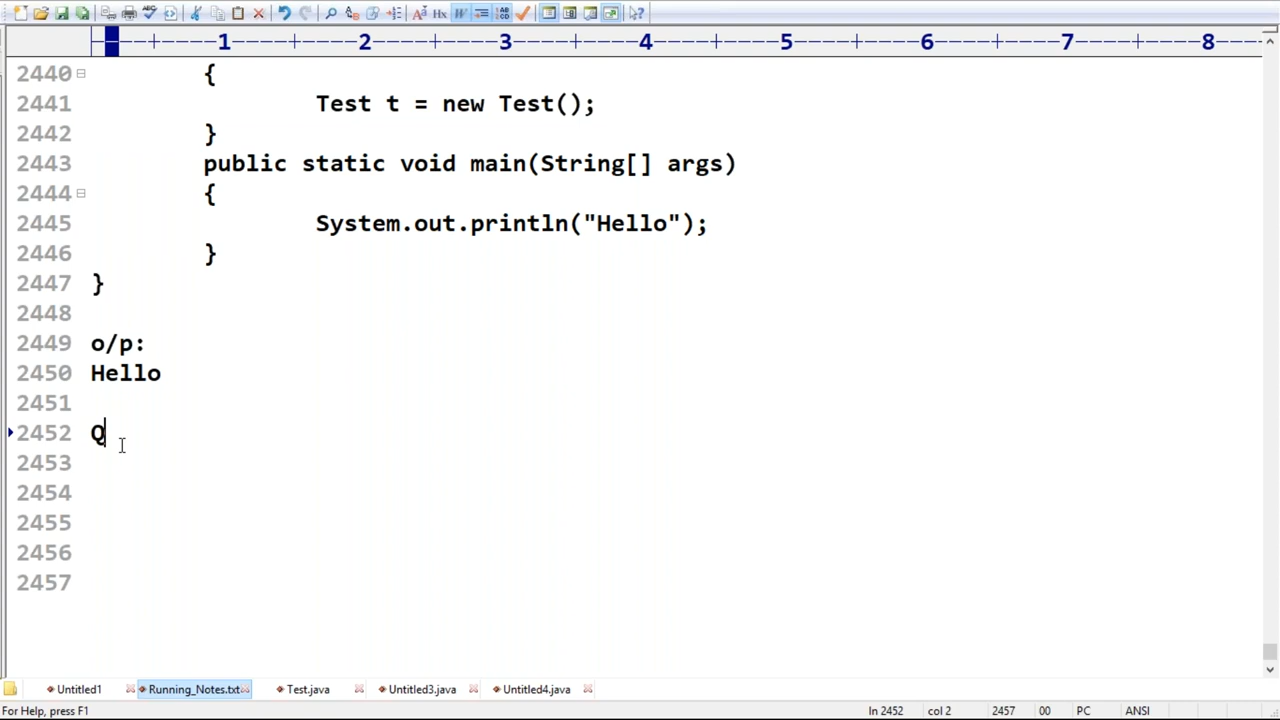 1 2 3 4 5 6 7 8
2440 {
2441 Test t = new Test();
2442 }
2443 public static void main(String[] args)
2444 {
2445 System.out.println("Hello");
2446 }
2447 }
2448
2449 o/p:
2450 Hello
2451
2452 Q
2453
2454
2455
2456
2457
Untitled1 Running_Notes.txt Test.java Untitled3.java Untitled4.java
For Help, press F1 ln 2452 col 2 2457 00 PC ANSI